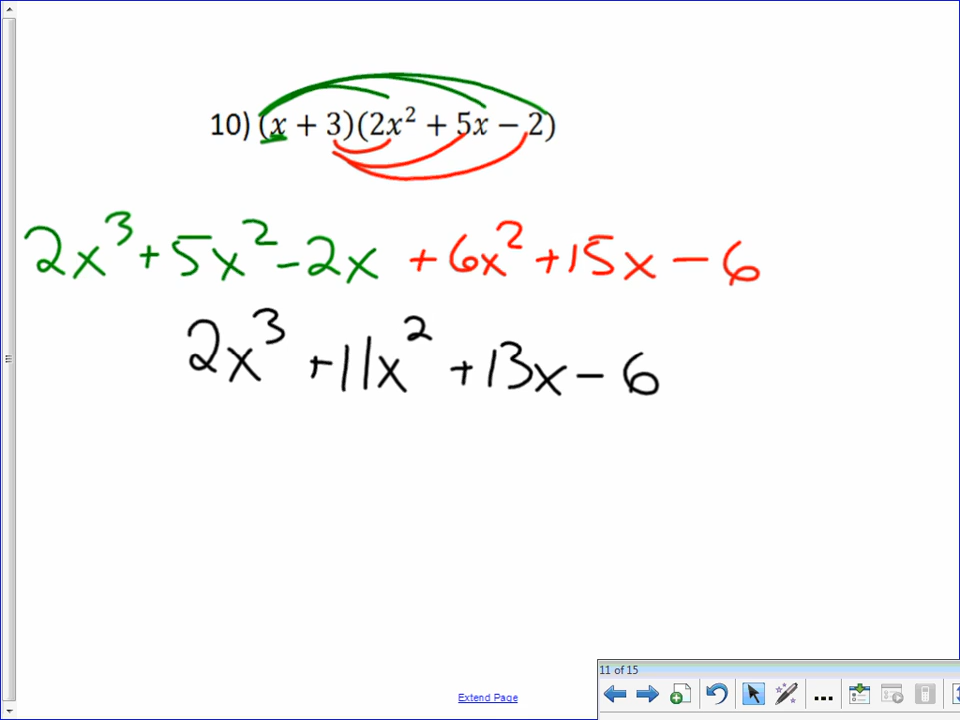 10) (x + 3)(2x² + 5x − 2)
2x³ + 5x² - 2x + 6x² + 15x - 6
2x³ + 11x² + 13x - 6
11 of 15
...
Extend Page